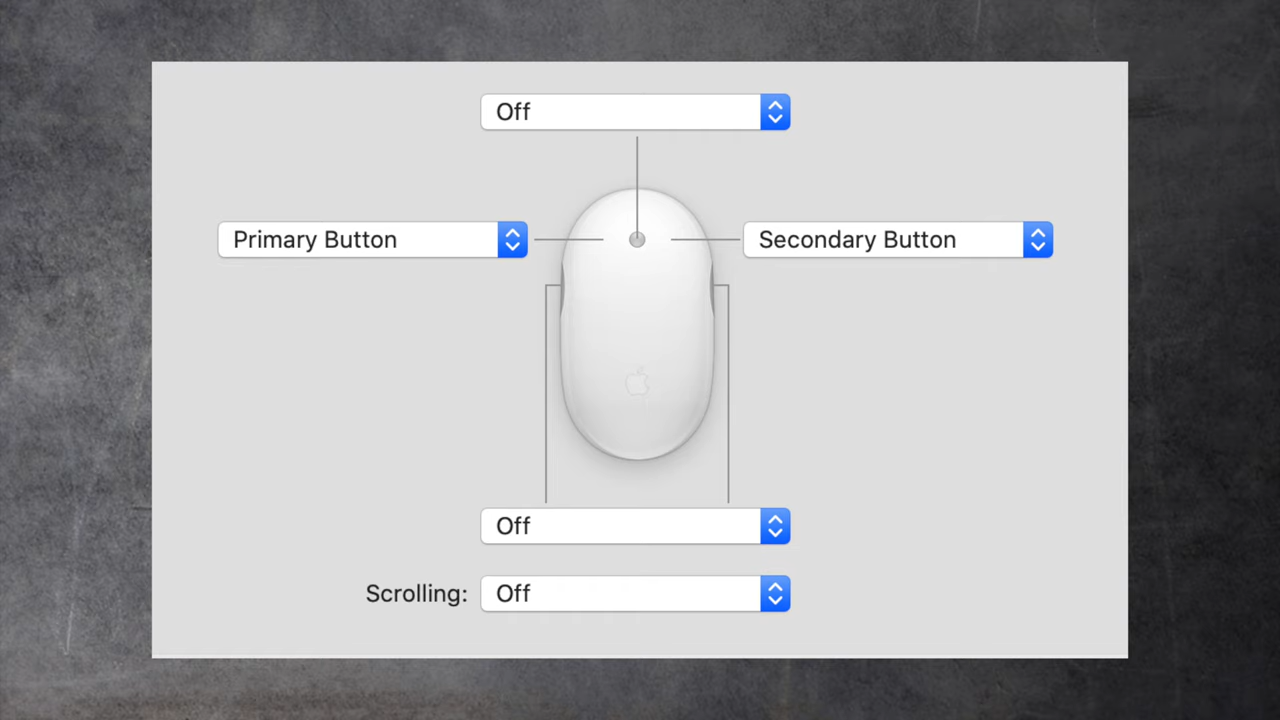 Off
Primary Button
Secondary Button
Off
Scrolling: Off